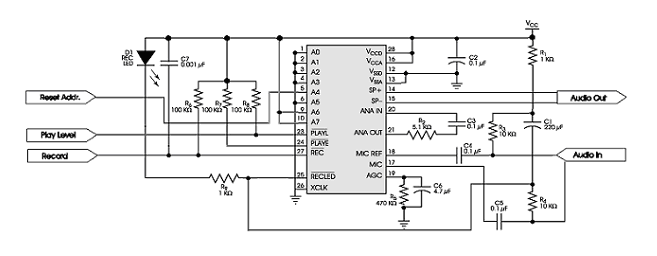 VCC
D1
REC
LED
C7
0.001 µF
R6
100 KΩ
R7
100 KΩ
R8
100 KΩ
Reset Addr.
Play Level
Record
R9
1 KΩ
1 A0
2 A1
3 A2
4 A3
5 A4
6 A5
9 A6
10 A7
23 PLAYL
24 PLAYE
27 REC
25 RECLED
26 XCLK
VCCD 28
VCCA 16
VSSD 12
VSSA 13
SP+ 14
SP- 15
ANA IN 20
ANA OUT 21
MIC REF 18
MIC 17
AGC 19
C2
0.1 µF
R1
1 KΩ
Audio Out
R2
5.1 KΩ
C3
0.1 µF
R3
10 KΩ
C1
220 µF
C4
0.1 µF
Audio In
R5
470 KΩ
C6
4.7 µF
C5
0.1 µF
R4
10 KΩ